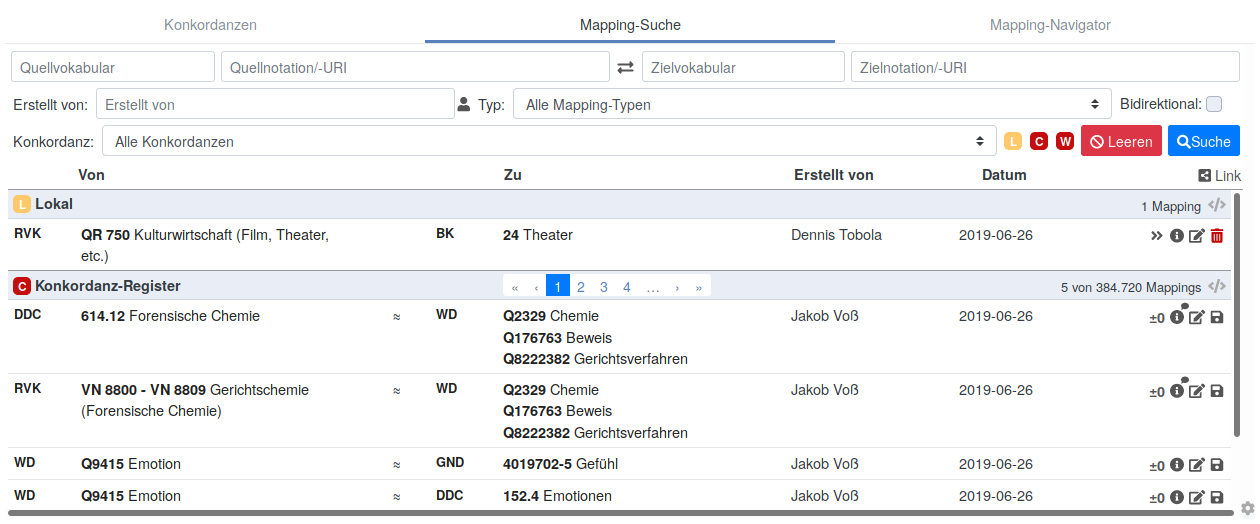 Konkordanzen Mapping-Suche Mapping-Navigator
Quellvokabular Quellnotation/-URI Zielvokabular Zielnotation/-URI
Erstellt von: Erstellt von Typ: Alle Mapping-Typen Bidirektional:
Konkordanz: Alle Konkordanzen L C W Leeren Suche
Von Zu Erstellt von Datum Link
L Lokal 1 Mapping </>
RVK QR 750 Kulturwirtschaft (Film, Theater, BK 24 Theater Dennis Tobola 2019-06-26
etc.)
C Konkordanz-Register « ‹ 1 2 3 4 … › » 5 von 384.720 Mappings </>
DDC 614.12 Forensische Chemie ≈ WD Q2329 Chemie Jakob Voß 2019-06-26 ±0
Q176763 Beweis
Q8222382 Gerichtsverfahren
RVK VN 8800 - VN 8809 Gerichtschemie ≈ WD Q2329 Chemie Jakob Voß 2019-06-26 ±0
(Forensische Chemie) Q176763 Beweis
Q8222382 Gerichtsverfahren
WD Q9415 Emotion ≈ GND 4019702-5 Gefühl Jakob Voß 2019-06-26 ±0
WD Q9415 Emotion ≈ DDC 152.4 Emotionen Jakob Voß 2019-06-26 ±0